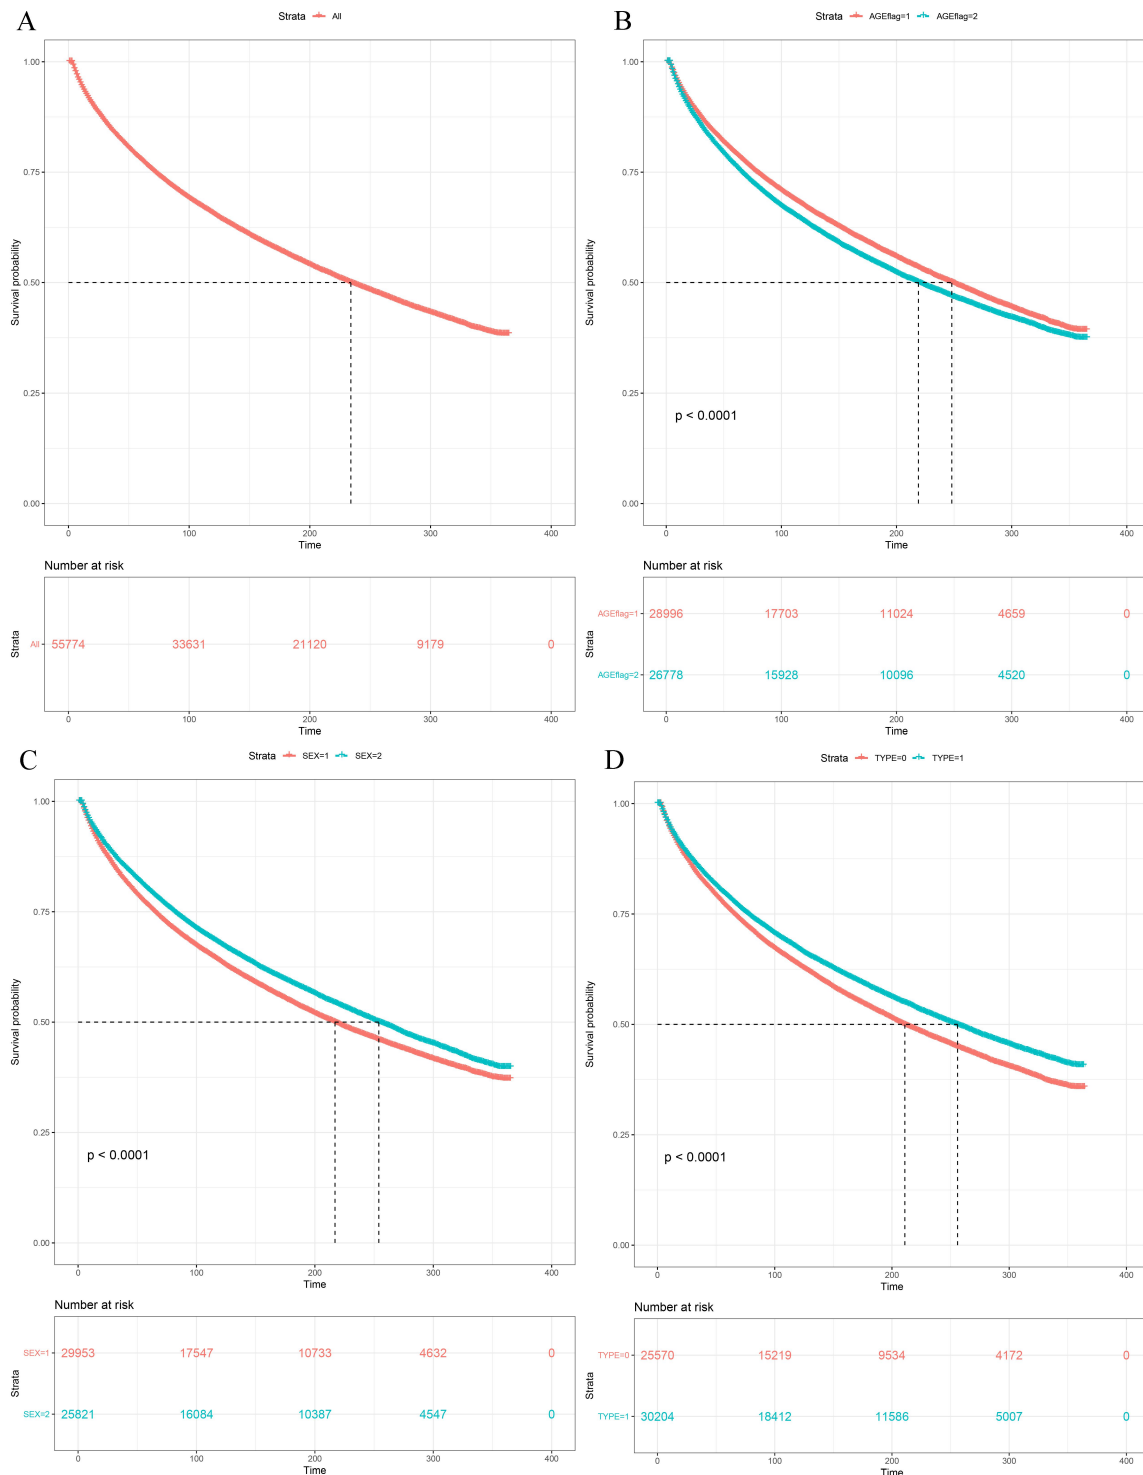 A
Strata All
1.00
0.75
0.50
0.25
0.00
Survival probability
0 100 200 300 400
Time
Number at risk
Strata
All 55774 33631 21120 9179 0
0 100 200 300 400
Time
B
Strata AGEflag=1 AGEflag=2
1.00
0.75
0.50
0.25
0.00
Survival probability
p < 0.0001
0 100 200 300 400
Time
Number at risk
Strata
AGEflag=1 28996 17703 11024 4659 0
AGEflag=2 26778 15928 10096 4520 0
0 100 200 300 400
Time
C
Strata SEX=1 SEX=2
1.00
0.75
0.50
0.25
0.00
Survival probability
p < 0.0001
0 100 200 300 400
Time
Number at risk
Strata
SEX=1 29953 17547 10733 4632 0
SEX=2 25821 16084 10387 4547 0
0 100 200 300 400
Time
D
Strata TYPE=0 TYPE=1
1.00
0.75
0.50
0.25
0.00
Survival probability
p < 0.0001
0 100 200 300 400
Time
Number at risk
Strata
TYPE=0 25570 15219 9534 4172 0
TYPE=1 30204 18412 11586 5007 0
0 100 200 300 400
Time